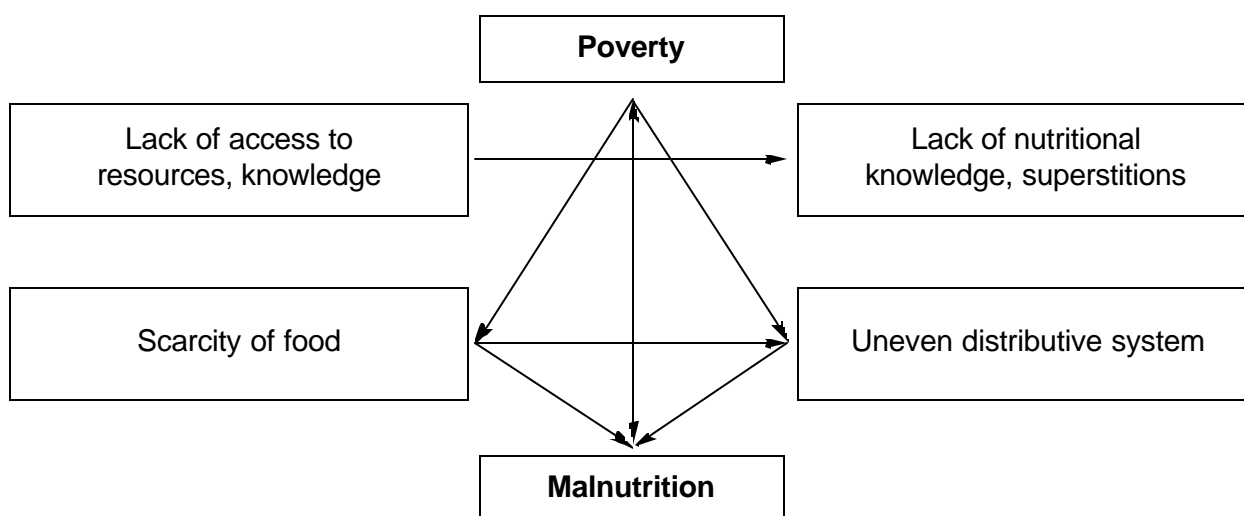 Poverty
Lack of access to
resources, knowledge
Lack of nutritional
knowledge, superstitions
Scarcity of food
Uneven distributive system
Malnutrition